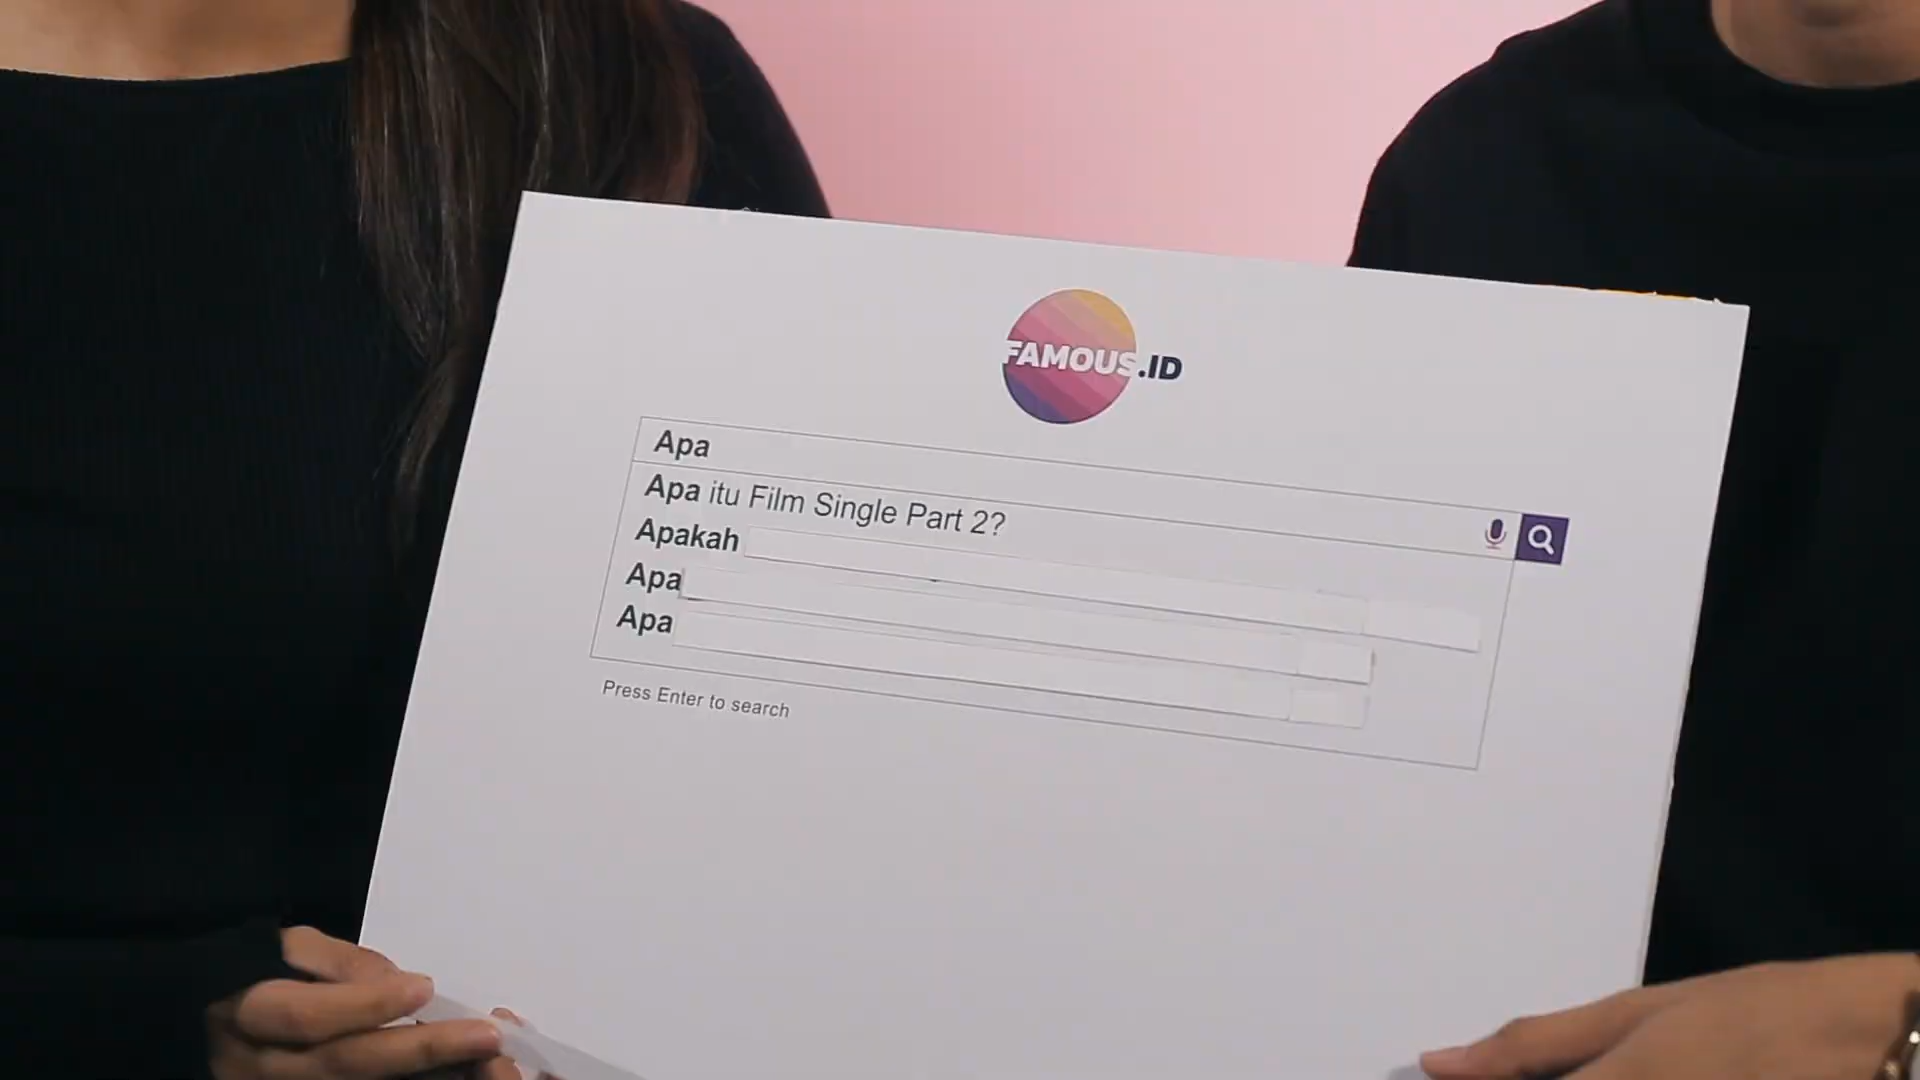 FAMOUS.ID
Apa
Apa itu Film Single Part 2?
Apakah
Apa
Apa
Press Enter to search